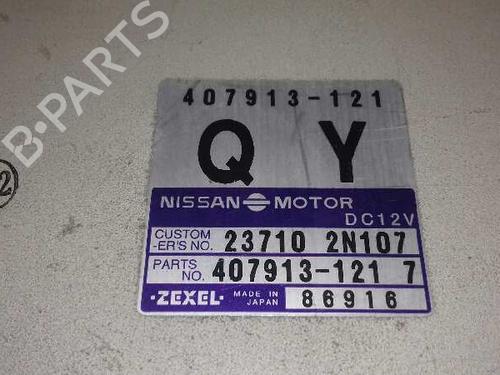 B-PARTS
2
407913-121
Q Y
NISSAN MOTOR
DC12V
CUSTOM
-ER'S NO. 23710 2N107
PARTS
NO. 407913-121 7
·ZEXEL· MADE IN
JAPAN 86916